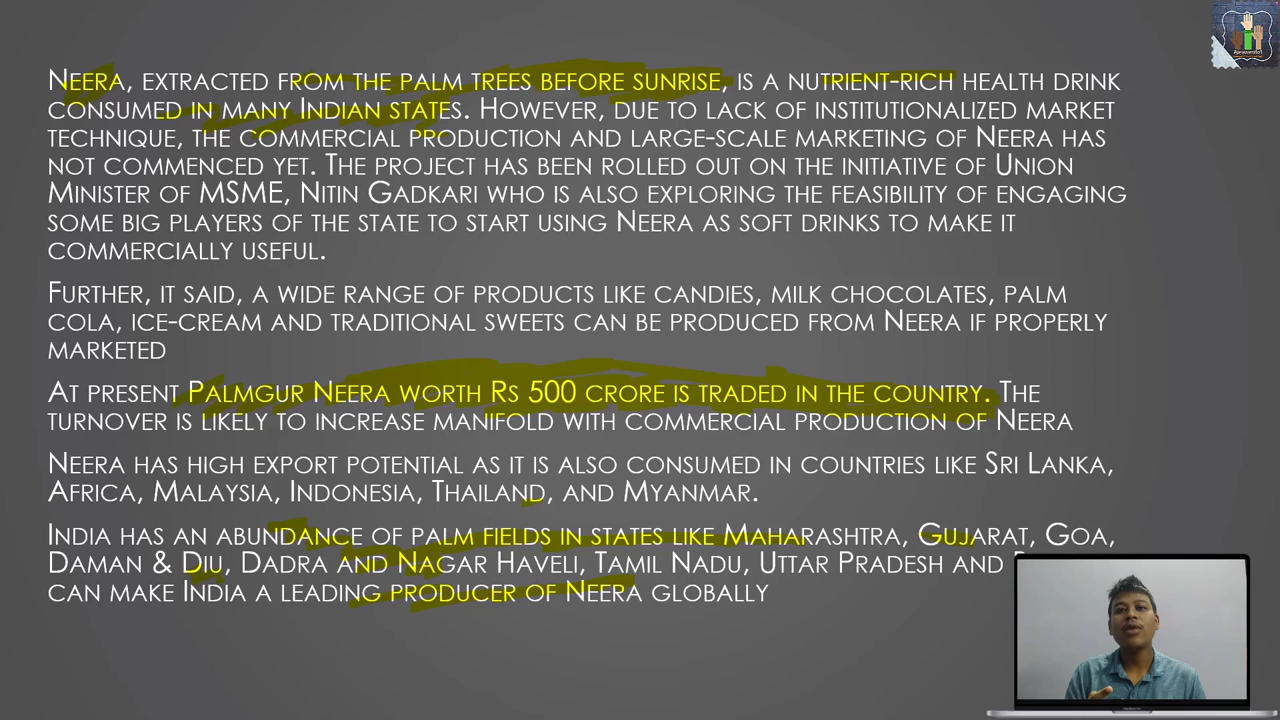 Neera, extracted from the palm trees before sunrise, is a nutrient-rich health drink
consumed in many Indian states. However, due to lack of institutionalized market
technique, the commercial production and large-scale marketing of Neera has
not commenced yet. The project has been rolled out on the initiative of Union
Minister of MSME, Nitin Gadkari who is also exploring the feasibility of engaging
some big players of the state to start using Neera as soft drinks to make it
commercially useful.
Further, it said, a wide range of products like candies, milk chocolates, palm
cola, ice-cream and traditional sweets can be produced from Neera if properly
marketed
At present Palmgur Neera worth Rs 500 crore is traded in the country. The
turnover is likely to increase manifold with commercial production of Neera
Neera has high export potential as it is also consumed in countries like Sri Lanka,
Africa, Malaysia, Indonesia, Thailand, and Myanmar.
India has an abundance of palm fields in states like Maharashtra, Gujarat, Goa,
Daman & Diu, Dadra and Nagar Haveli, Tamil Nadu, Uttar Pradesh and
can make India a leading producer of Neera globally